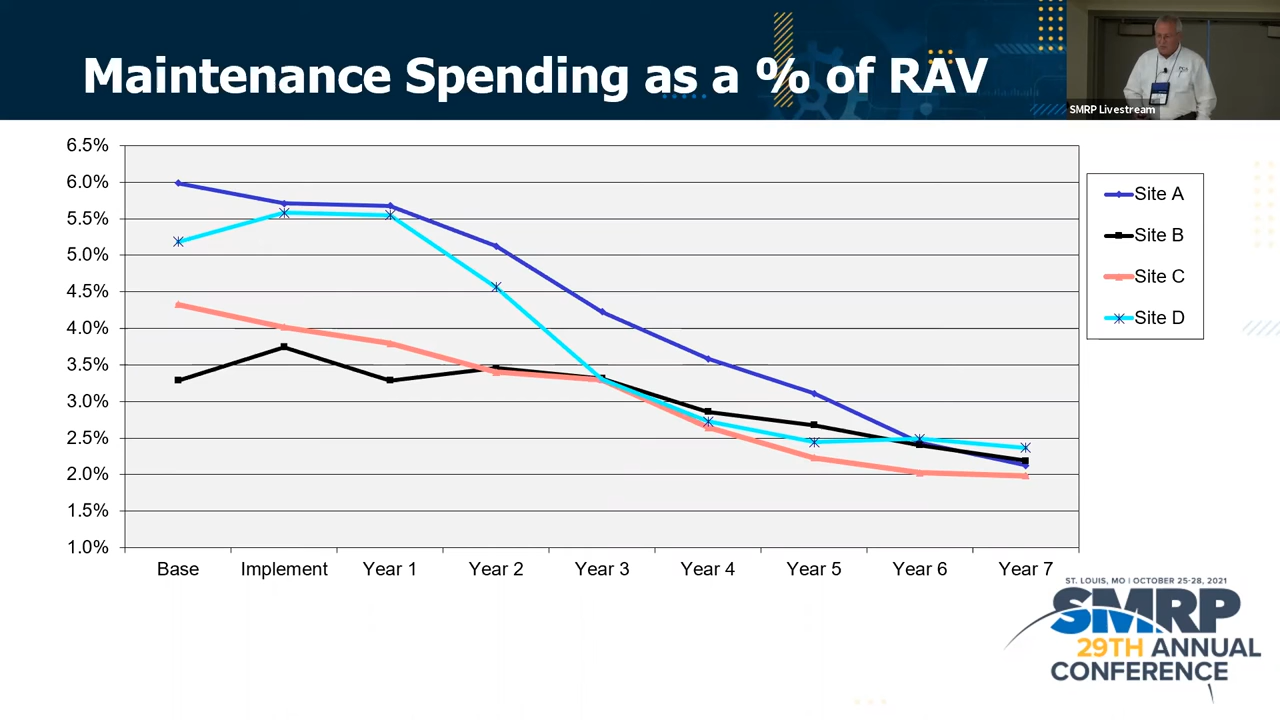 Maintenance Spending as a % of RAV
SMRP Livestream
6.5%
6.0%
5.5%
5.0%
4.5%
4.0%
3.5%
3.0%
2.5%
2.0%
1.5%
1.0%
Base Implement Year 1 Year 2 Year 3 Year 4 Year 5 Year 6 Year 7
Site A
Site B
Site C
Site D
ST. LOUIS, MO | OCTOBER 25-28, 2021
SMRP
29TH ANNUAL
CONFERENCE